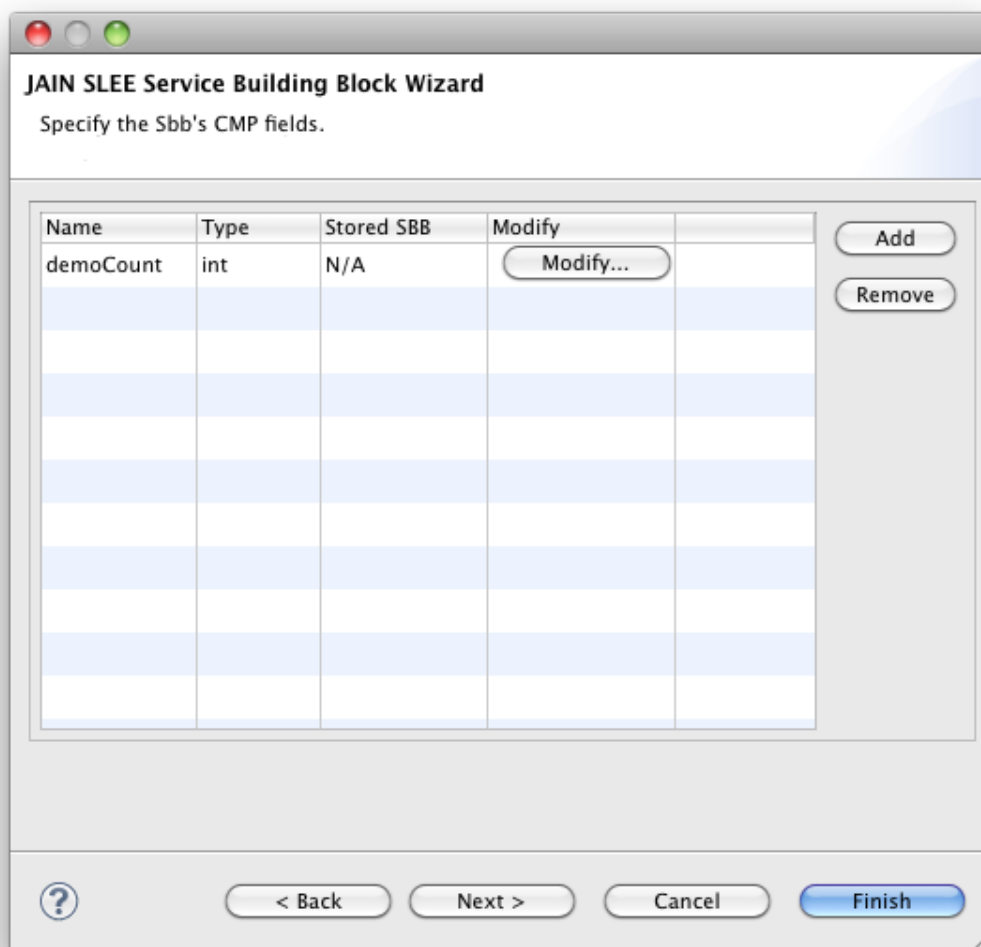 JAIN SLEE Service Building Block Wizard
Specify the Sbb's CMP fields.
Name Type Stored SBB Modify
demoCount int N/A Modify...
Add
Remove
? < Back Next > Cancel Finish